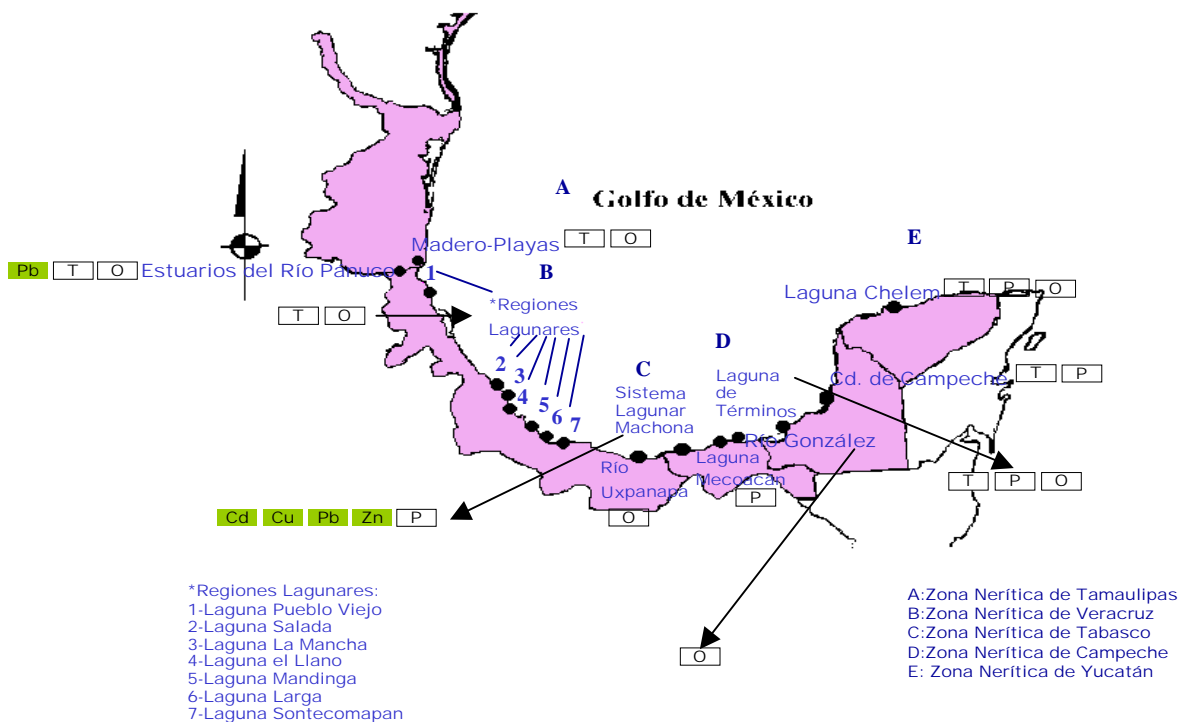 A
Golfo de México
E
Madero-Playas T O
Pb T O Estuarios del Río Pánuco
1
B
*Regiones
Lagunares
T O
Laguna Chelem T P O
D
C
2
3
4
5
6
7
Sistema
Lagunar
Machona
Laguna
de
Términos
Cd. de Campeche T P
Río González
Río
Uxpanapa
O
Laguna
Mecoacán
P
T P O
Cd Cu Pb Zn P
O
*Regiones Lagunares:
1-Laguna Pueblo Viejo
2-Laguna Salada
3-Laguna La Mancha
4-Laguna el Llano
5-Laguna Mandinga
6-Laguna Larga
7-Laguna Sontecomapan
A:Zona Nerítica de Tamaulipas
B:Zona Nerítica de Veracruz
C:Zona Nerítica de Tabasco
D:Zona Nerítica de Campeche
E: Zona Nerítica de Yucatán